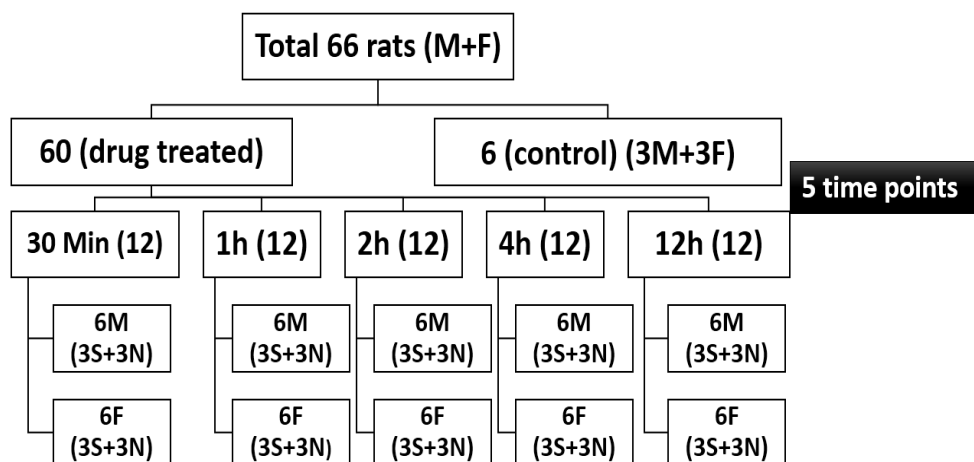 Total 66 rats (M+F)
60 (drug treated)
6 (control) (3M+3F)
5 time points
30 Min (12)
1h (12)
2h (12)
4h (12)
12h (12)
6M
(3S+3N)
6M
(3S+3N)
6M
(3S+3N)
6M
(3S+3N)
6M
(3S+3N)
6F
(3S+3N)
6F
(3S+3N)
6F
(3S+3N)
6F
(3S+3N)
6F
(3S+3N)